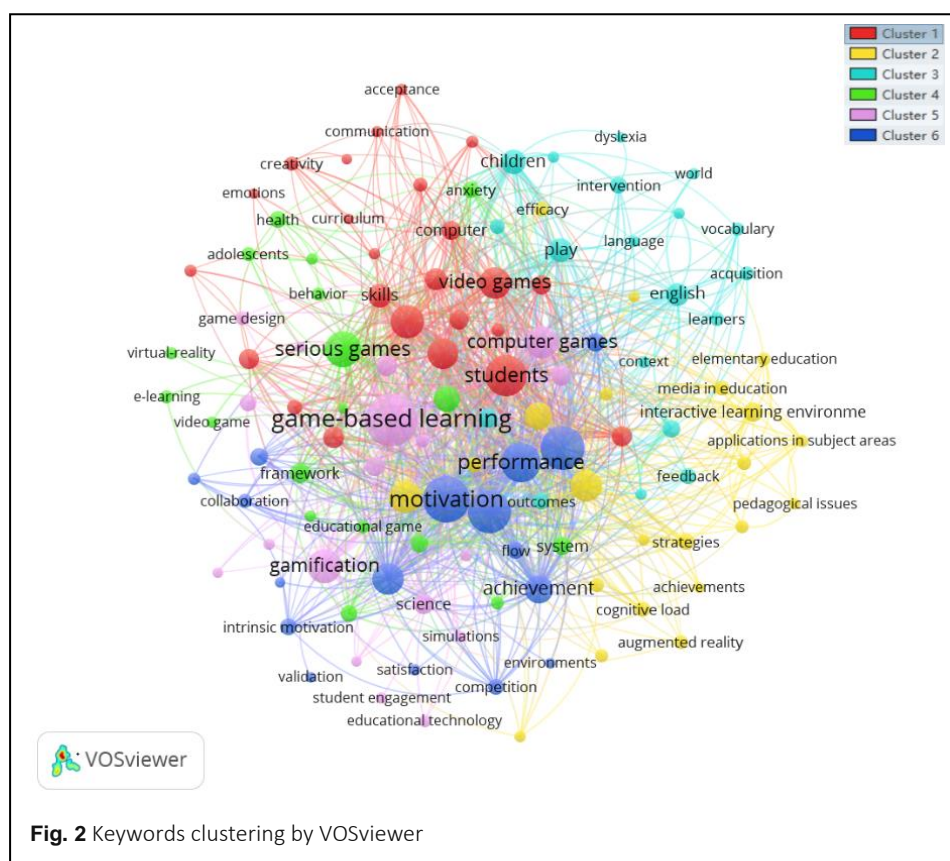 Cluster 1
Cluster 2
Cluster 3
Cluster 4
Cluster 5
Cluster 6
acceptance
communication
dyslexia
creativity
children
world
emotions
anxiety
intervention
health
curriculum
efficacy
computer
vocabulary
adolescents
play
language
behavior
skills
video games
acquisition
english
game design
learners
virtual-reality
serious games
computer games
context
elementary education
students
media in education
e-learning
video game
game-based learning
interactive learning environme
applications in subject areas
framework
performance
feedback
collaboration
motivation
outcomes
pedagogical issues
educational game
flow
system
strategies
gamification
achievement
achievements
science
cognitive load
intrinsic motivation
simulations
augmented reality
validation
satisfaction
environments
competition
student engagement
educational technology
VOSviewer
Fig. 2 Keywords clustering by VOSviewer